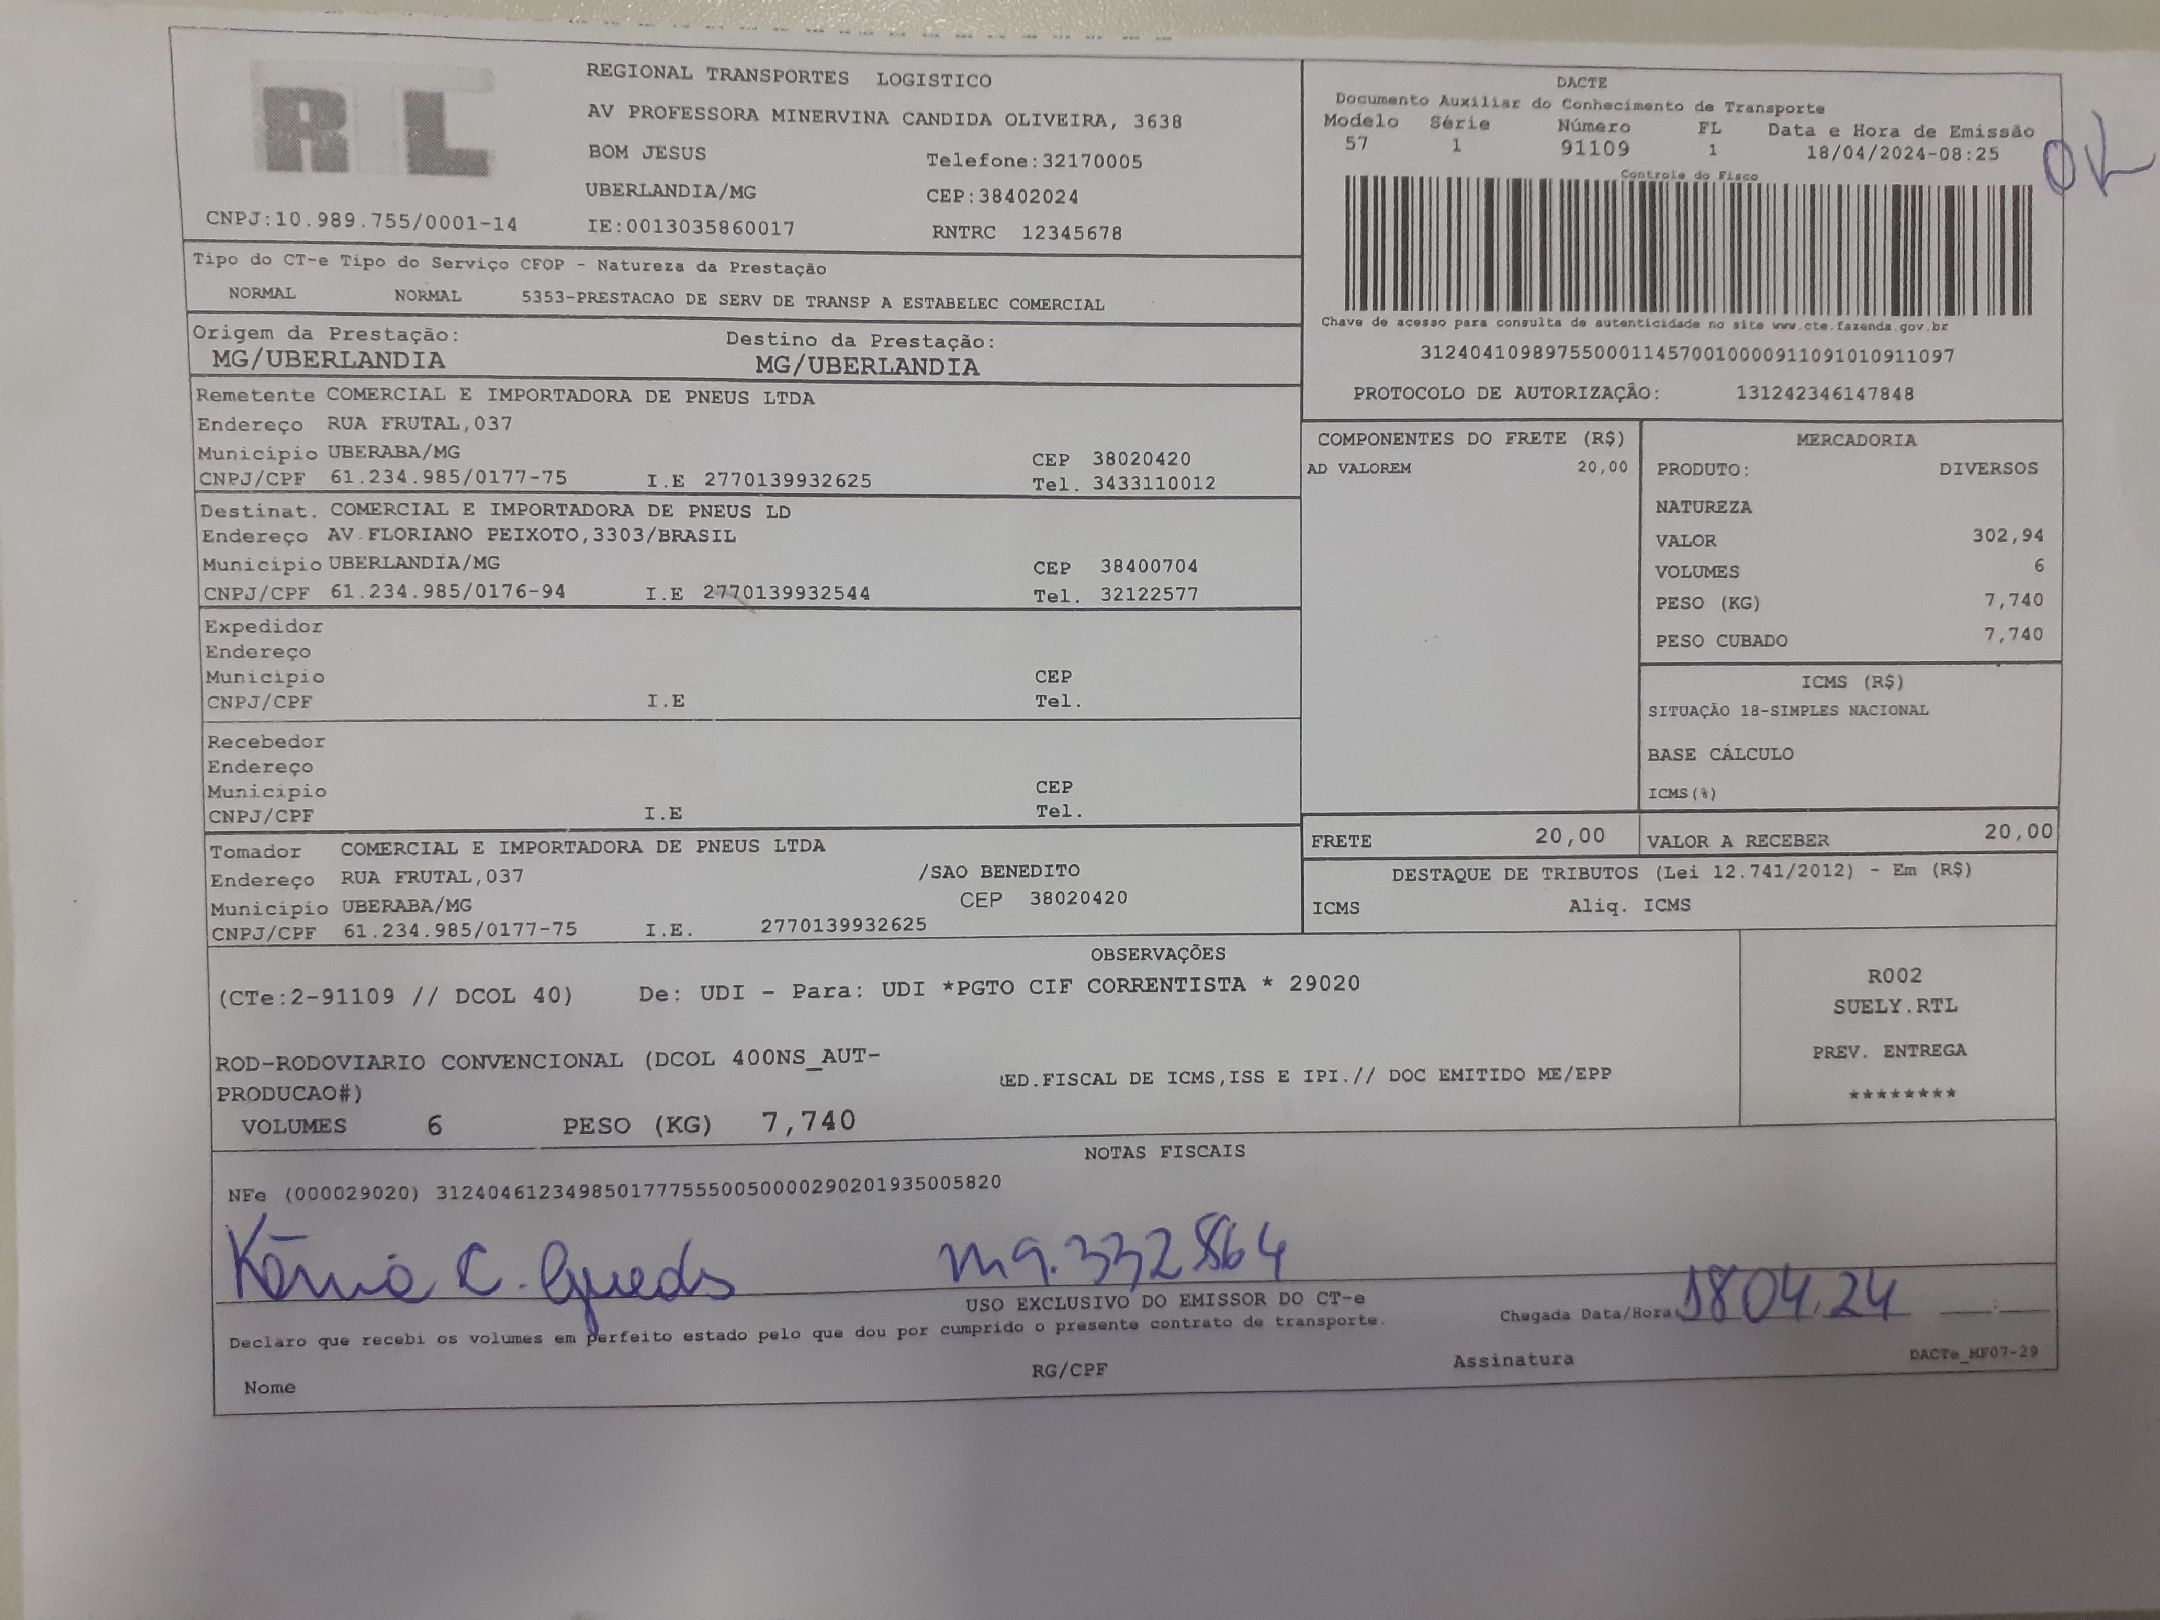 RTL
REGIONAL TRANSPORTES LOGISTICO
AV PROFESSORA MINERVINA CANDIDA OLIVEIRA, 3638
BOM JESUS Telefone:32170005
UBERLANDIA/MG CEP:38402024
CNPJ:10.989.755/0001-14 IE:0013035860017 RNTRC 12345678
DACTE
Documento Auxiliar do Conhecimento de Transporte
Modelo Série Número FL Data e Hora de Emissão
57 1 91109 1 18/04/2024-08:25
OK
Controle do Fisco
Chave de acesso para consulta de autenticidade no site www.cte.fazenda.gov.br
31240410989755000114570010000911091010911097
PROTOCOLO DE AUTORIZAÇÃO: 131242346147848
Tipo do CT-e Tipo do Serviço CFOP - Natureza da Prestação
NORMAL NORMAL 5353-PRESTACAO DE SERV DE TRANSP A ESTABELEC COMERCIAL
Origem da Prestação: Destino da Prestação:
MG/UBERLANDIA MG/UBERLANDIA
Remetente COMERCIAL E IMPORTADORA DE PNEUS LTDA
Endereço RUA FRUTAL,037
Município UBERABA/MG CEP 38020420
CNPJ/CPF 61.234.985/0177-75 I.E 2770139932625 Tel. 3433110012
Destinat. COMERCIAL E IMPORTADORA DE PNEUS LD
Endereço AV.FLORIANO PEIXOTO,3303/BRASIL
Município UBERLANDIA/MG CEP 38400704
CNPJ/CPF 61.234.985/0176-94 I.E 2770139932544 Tel. 32122577
Expedidor
Endereço
Município CEP
CNPJ/CPF I.E Tel.
Recebedor
Endereço
Município CEP
CNPJ/CPF I.E Tel.
Tomador COMERCIAL E IMPORTADORA DE PNEUS LTDA
Endereço RUA FRUTAL,037 /SAO BENEDITO
Município UBERABA/MG CEP 38020420
CNPJ/CPF 61.234.985/0177-75 I.E. 2770139932625
COMPONENTES DO FRETE (R$)
AD VALOREM 20,00
MERCADORIA
PRODUTO: DIVERSOS
NATUREZA
VALOR 302,94
VOLUMES 6
PESO (KG) 7,740
PESO CUBADO 7,740
ICMS (R$)
SITUAÇÃO 18-SIMPLES NACIONAL
BASE CÁLCULO
ICMS(%)
FRETE 20,00 VALOR A RECEBER 20,00
DESTAQUE DE TRIBUTOS (Lei 12.741/2012) - Em (R$)
ICMS Aliq. ICMS
OBSERVAÇÕES
(CTe:2-91109 // DCOL 40) De: UDI - Para: UDI *PGTO CIF CORRENTISTA * 29020
ROD-RODOVIARIO CONVENCIONAL (DCOL 400NS_AUT-
PRODUCAO#) ED.FISCAL DE ICMS,ISS E IPI.// DOC EMITIDO ME/EPP
VOLUMES 6 PESO (KG) 7,740
R002
SUELY.RTL
PREV. ENTREGA
********
NOTAS FISCAIS
NFe (000029020) 31240461234985017775550050000290201935005820
Kênia C. Guedes mg.332864
USO EXCLUSIVO DO EMISSOR DO CT-e Chegada Data/Hora 18 04.24 :
Declaro que recebi os volumes em perfeito estado pelo que dou por cumprido o presente contrato de transporte.
Nome RG/CPF Assinatura DACTe_MF07-29